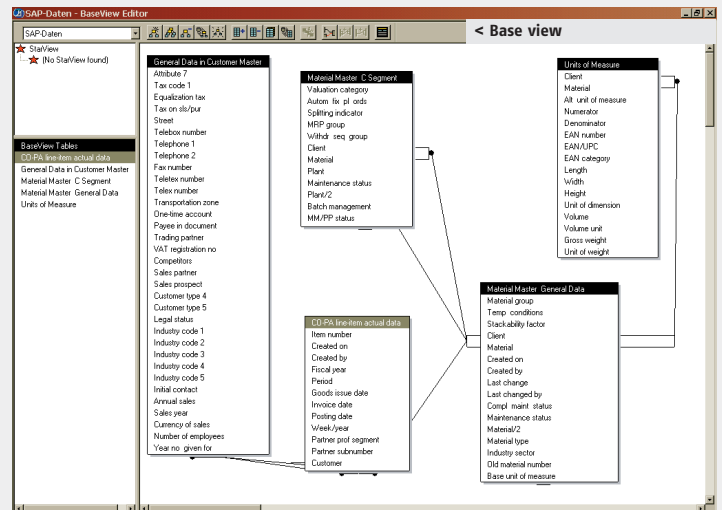 SAP-Daten - BaseView Editor
SAP-Daten
< Base view
StarView
(No StarView found)
BaseView Tables
CO-PA line-item actual data
General Data in Customer Master
Material Master C Segment
Material Master General Data
Units of Measure
General Data in Customer Master
Attribute 7
Tax code 1
Equalization tax
Tax on sls/pur
Street
Telebox number
Telephone 1
Telephone 2
Fax number
Teletex number
Telex number
Transportation zone
One-time account
Payee in document
Trading partner
VAT registration no
Competitors
Sales partner
Sales prospect
Customer type 4
Customer type 5
Legal status
Industry code 1
Industry code 2
Industry code 3
Industry code 4
Industry code 5
Initial contact
Annual sales
Sales year
Currency of sales
Number of employees
Year no given for
Material Master C Segment
Valuation category
Autom fix pl ords
Splitting indicator
MRP group
Withdr seq group
Client
Material
Plant
Maintenance status
Plant/2
Batch management
MM/PP status
CO-PA line-item actual data
Item number
Created on
Created by
Fiscal year
Period
Goods issue date
Invoice date
Posting date
Week/year
Partner prof segment
Partner subnumber
Customer
Units of Measure
Client
Material
Alt unit of measure
Numerator
Denominator
EAN number
EAN/UPC
EAN category
Length
Width
Height
Unit of dimension
Volume
Volume unit
Gross weight
Unit of weight
Material Master General Data
Material group
Temp conditions
Stackability factor
Client
Material
Created on
Created by
Last change
Last changed by
Compl maint status
Maintenance status
Material/2
Material type
Industry sector
Old material number
Base unit of measure